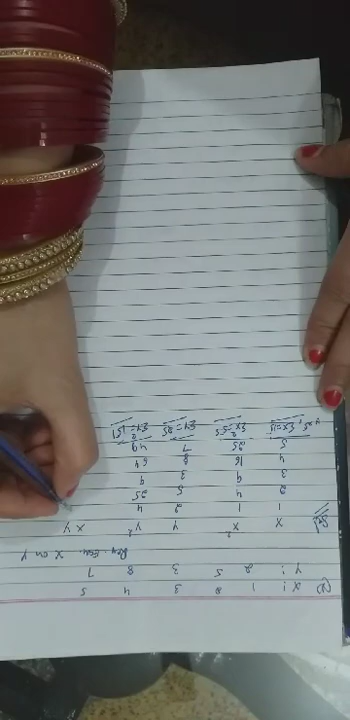 (2) X: 1 2 3 4 5
Y: 2 5 3 8 7
Reg. Equ. X on Y
Sol X X² Y Y² XY
1 1 2 4
2 4 5 25
3 9 3 9
4 16 8 64
5 25 7 49
ΣX=15 ΣX²=55 ΣY=25 ΣY²=151